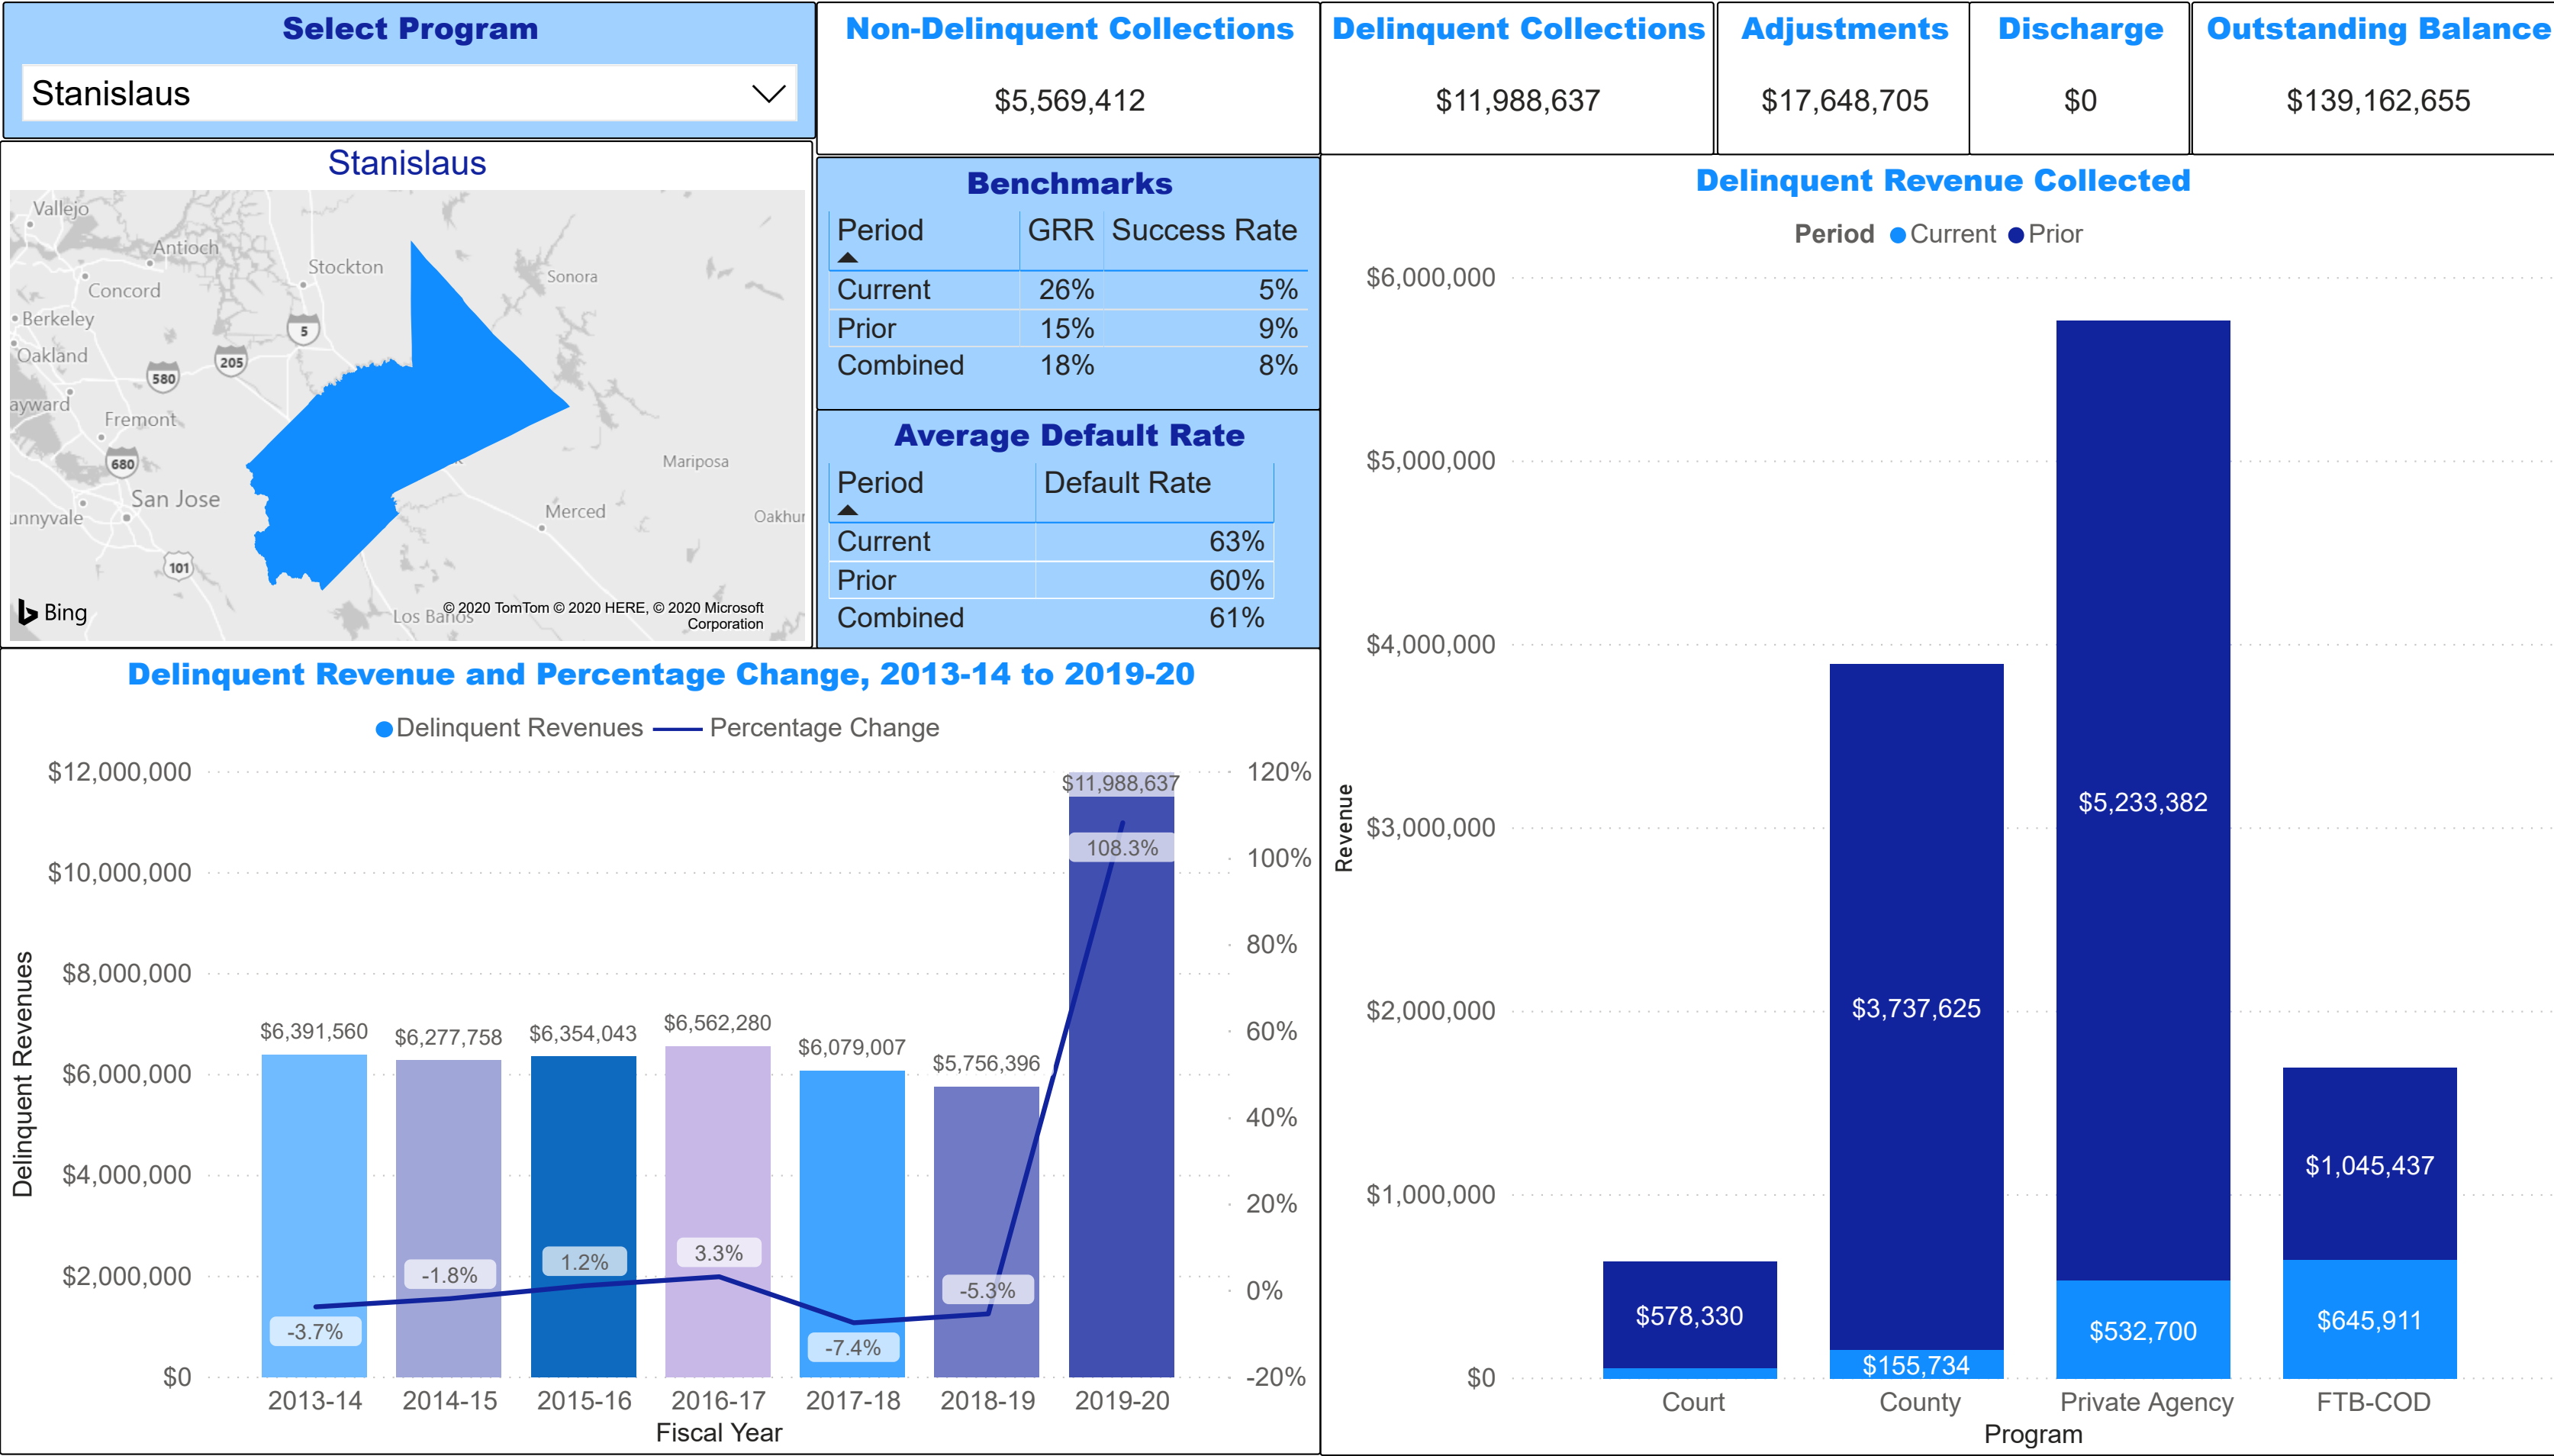 Select Program
Stanislaus
Non-Delinquent Collections
$5,569,412
Delinquent Collections
$11,988,637
Adjustments
$17,648,705
Discharge
$0
Outstanding Balance
$139,162,655
Stanislaus
Vallejo
Antioch
Concord
Berkeley
Oakland
ayward
Fremont
San Jose
unnyvale
Stockton
Sonora
Mariposa
Merced
Oakhur
Los Banos
5
205
580
680
101
Bing
© 2020 TomTom © 2020 HERE, © 2020 Microsoft
Corporation
Benchmarks
Period GRR Success Rate
Current 26% 5%
Prior 15% 9%
Combined 18% 8%
Average Default Rate
Period Default Rate
Current 63%
Prior 60%
Combined 61%
Delinquent Revenue and Percentage Change, 2013-14 to 2019-20
Delinquent Revenues Percentage Change
Delinquent Revenues
$12,000,000
$10,000,000
$8,000,000
$6,000,000
$4,000,000
$2,000,000
$0
$6,391,560
$6,277,758
$6,354,043
$6,562,280
$6,079,007
$5,756,396
$11,988,637
-3.7%
-1.8%
1.2%
3.3%
-7.4%
-5.3%
108.3%
120%
100%
80%
60%
40%
20%
0%
-20%
2013-14 2014-15 2015-16 2016-17 2017-18 2018-19 2019-20
Fiscal Year
Delinquent Revenue Collected
Period Current Prior
Revenue
$6,000,000
$5,000,000
$4,000,000
$3,000,000
$2,000,000
$1,000,000
$0
$578,330
$3,737,625
$155,734
$5,233,382
$532,700
$1,045,437
$645,911
Court County Private Agency FTB-COD
Program